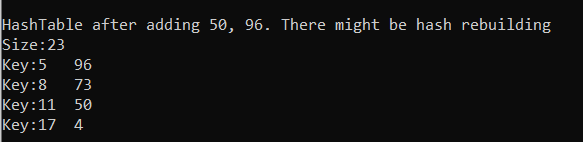 HashTable after adding 50, 96. There might be hash rebuilding
Size:23
Key:5   96
Key:8   73
Key:11  50
Key:17  4